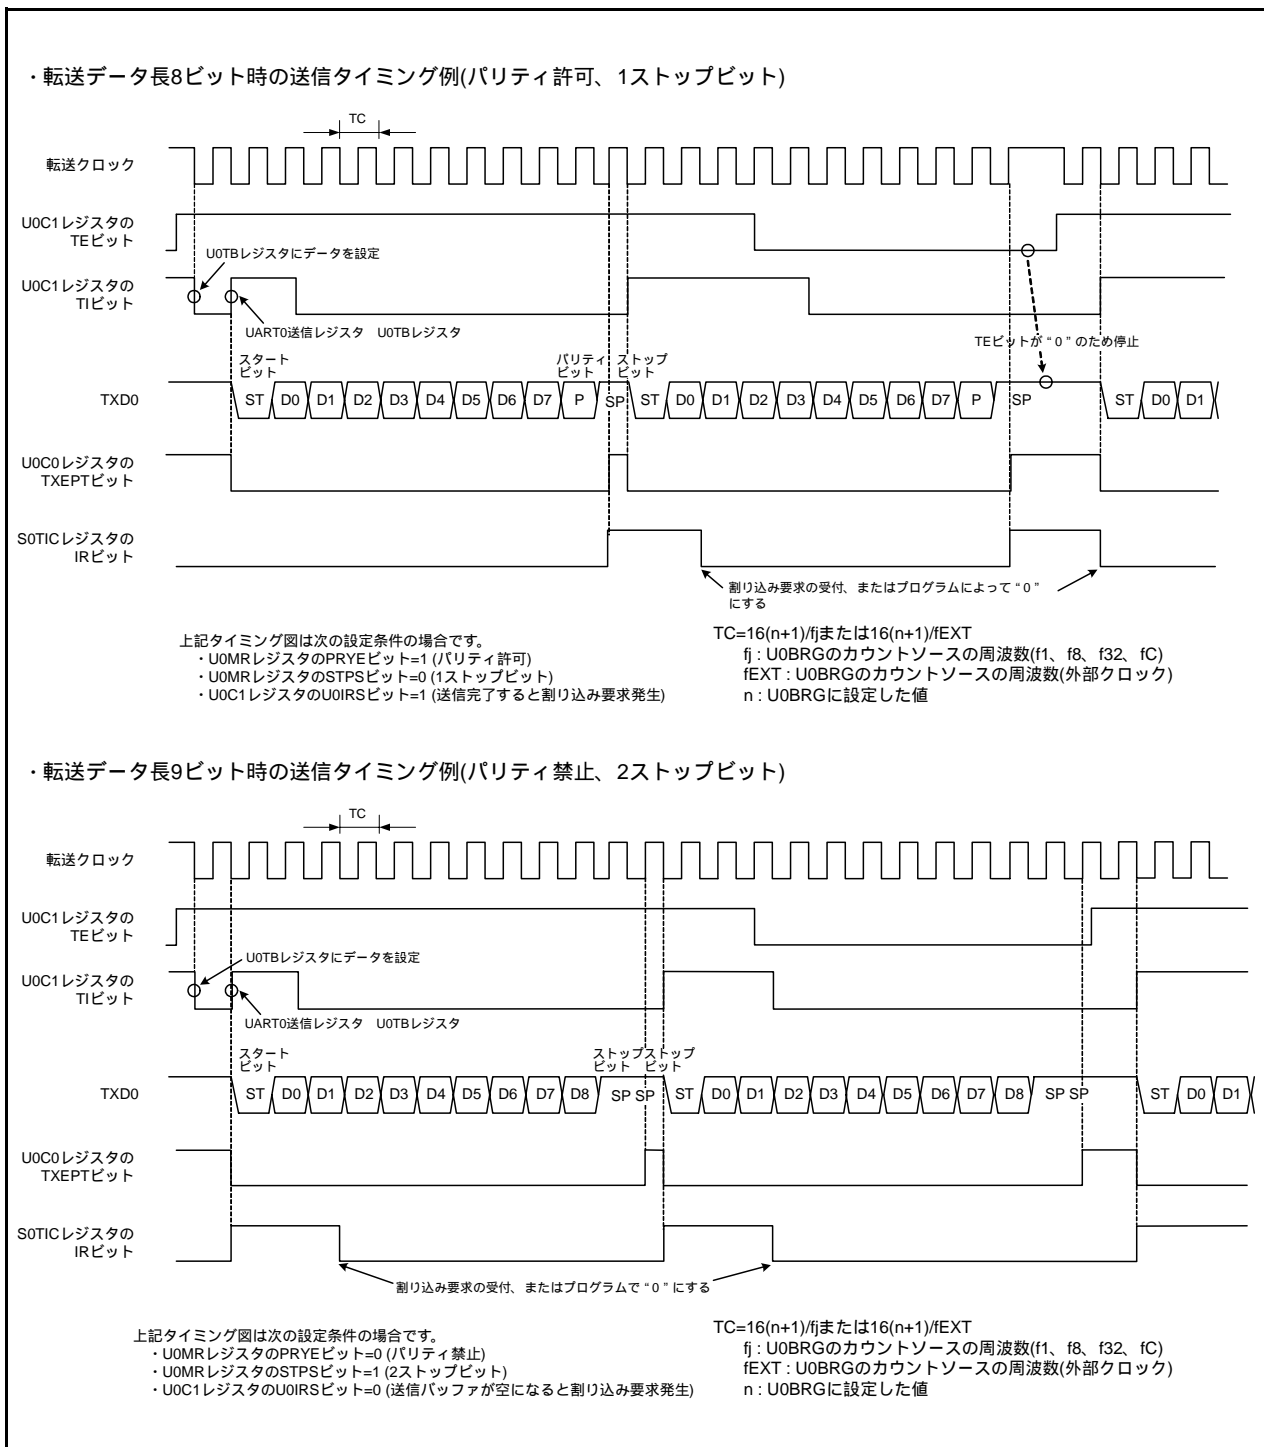 ・転送データ長8ビット時の送信タイミング例(パリティ許可、1ストップビット)
TC
転送クロック
U0C1レジスタの
TEビット
U0TBレジスタにデータを設定
U0C1レジスタの
TIビット
UART0送信レジスタ U0TBレジスタ
TEビットが“0”のため停止
スタート
ビット
パリティ
ビット
ストップ
ビット
TXD0
ST D0 D1 D2 D3 D4 D5 D6 D7 P SP ST D0 D1 D2 D3 D4 D5 D6 D7 P SP ST D0 D1
U0C0レジスタの
TXEPTビット
S0TICレジスタの
IRビット
割り込み要求の受付、またはプログラムによって“0”
にする
上記タイミング図は次の設定条件の場合です。
・U0MRレジスタのPRYEビット=1 (パリティ許可)
・U0MRレジスタのSTPSビット=0 (1ストップビット)
・U0C1レジスタのU0IRSビット=1 (送信完了すると割り込み要求発生)
TC=16(n+1)/fjまたは16(n+1)/fEXT
fj : U0BRGのカウントソースの周波数(f1、f8、f32、fC)
fEXT : U0BRGのカウントソースの周波数(外部クロック)
n : U0BRGに設定した値
・転送データ長9ビット時の送信タイミング例(パリティ禁止、2ストップビット)
TC
転送クロック
U0C1レジスタの
TEビット
U0TBレジスタにデータを設定
U0C1レジスタの
TIビット
UART0送信レジスタ U0TBレジスタ
スタート
ビット
ストップ
ビット
ストップ
ビット
TXD0
ST D0 D1 D2 D3 D4 D5 D6 D7 D8 SP SP ST D0 D1 D2 D3 D4 D5 D6 D7 D8 SP SP ST D0 D1
U0C0レジスタの
TXEPTビット
S0TICレジスタの
IRビット
割り込み要求の受付、またはプログラムで“0”にする
上記タイミング図は次の設定条件の場合です。
・U0MRレジスタのPRYEビット=0 (パリティ禁止)
・U0MRレジスタのSTPSビット=1 (2ストップビット)
・U0C1レジスタのU0IRSビット=0 (送信バッファが空になると割り込み要求発生)
TC=16(n+1)/fjまたは16(n+1)/fEXT
fj : U0BRGのカウントソースの周波数(f1、f8、f32、fC)
fEXT : U0BRGのカウントソースの周波数(外部クロック)
n : U0BRGに設定した値